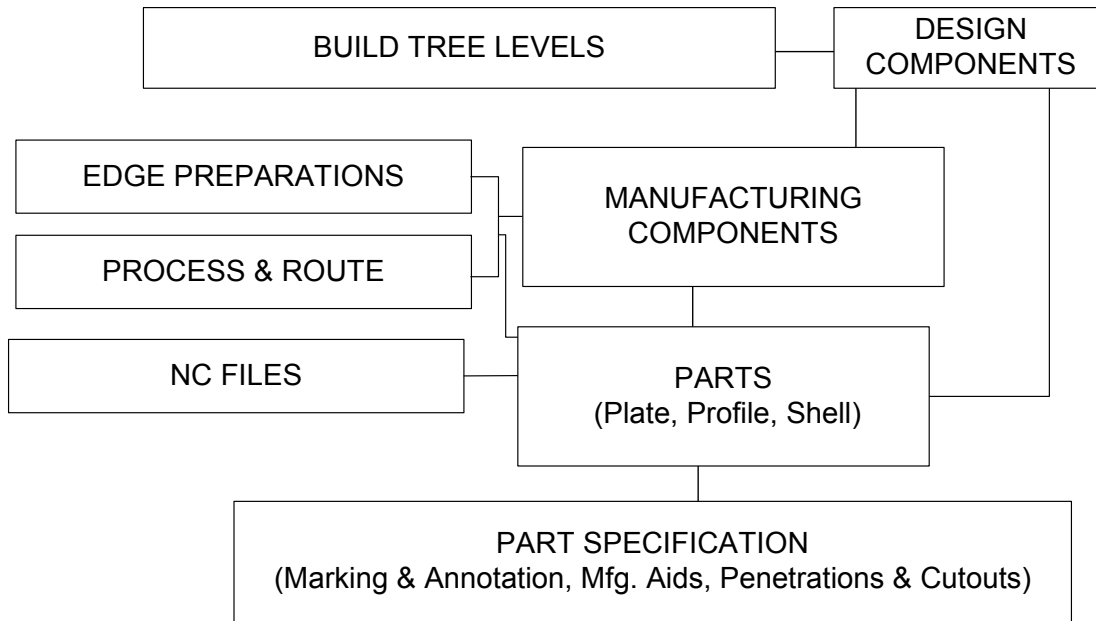 BUILD TREE LEVELS
DESIGN
COMPONENTS
EDGE PREPARATIONS
MANUFACTURING
COMPONENTS
PROCESS & ROUTE
NC FILES
PARTS
(Plate, Profile, Shell)
PART SPECIFICATION
(Marking & Annotation, Mfg. Aids, Penetrations & Cutouts)